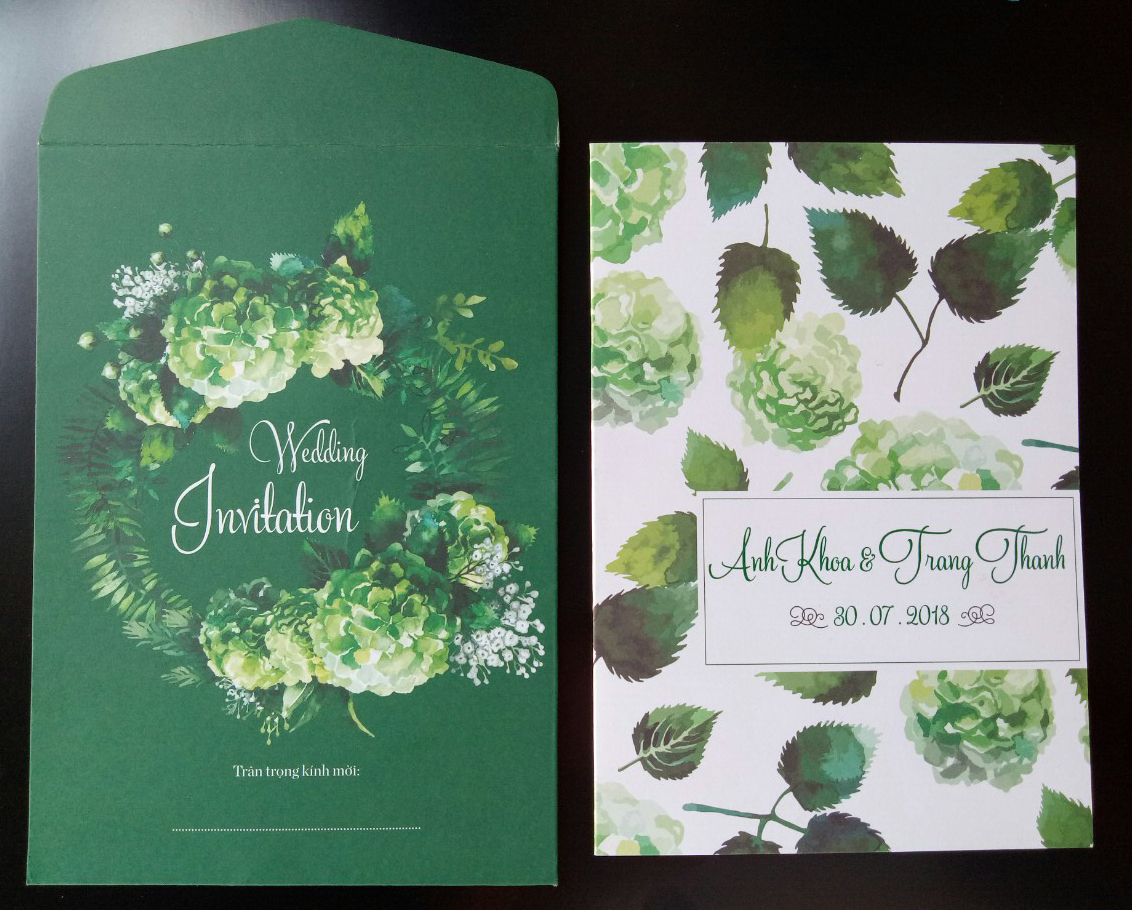 Wedding
Invitation
Trân trọng kính mời:
Anh Khoa & Trang Thanh
30.07.2018